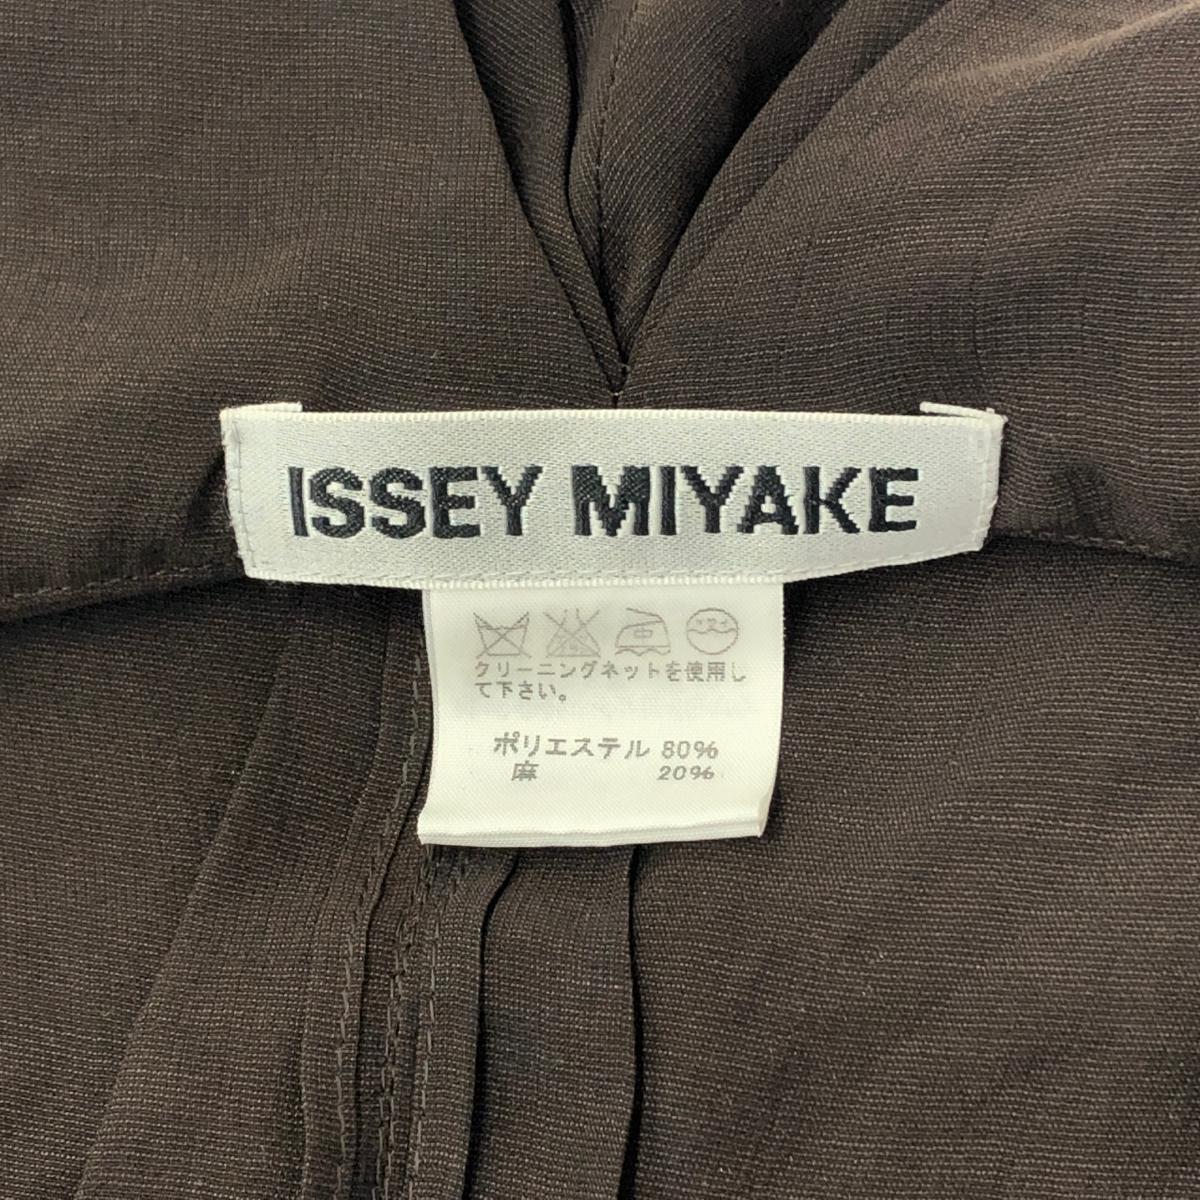 ISSEY MIYAKE
中
クリーニングネットを使用し
て下さい。
ポリエステル 80%
麻 20%